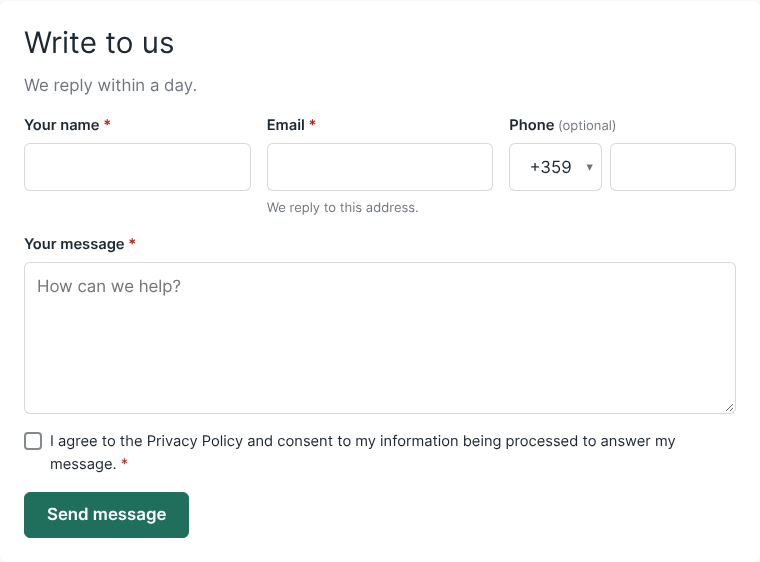 Write to us
We reply within a day.
Your name *
Email *
Phone (optional)
+359
We reply to this address.
Your message *
How can we help?
I agree to the Privacy Policy and consent to my information being processed to answer my
message. *
Send message